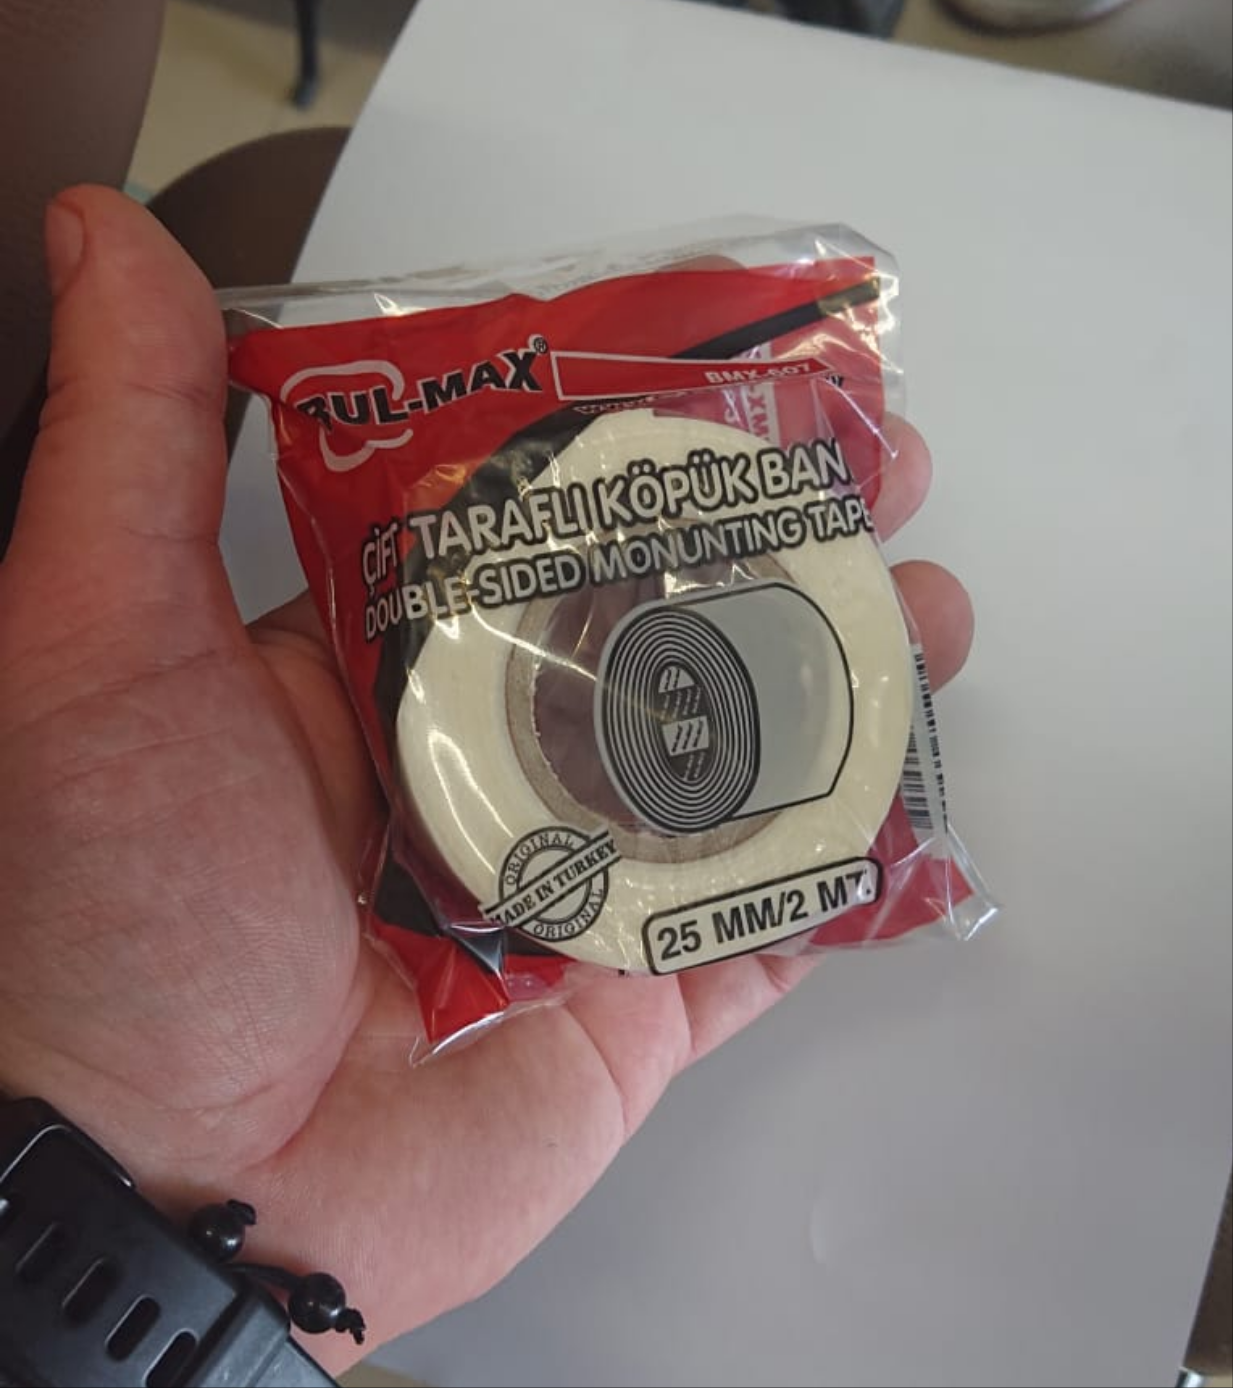 BUL-MAX®
BMX-607
ÇİFT TARAFLI KÖPÜK BAN
DOUBLE-SIDED MONUNTING TAPE
ORIGINAL
MADE IN TURKEY
ORIGINAL
25 MM/2 MT.